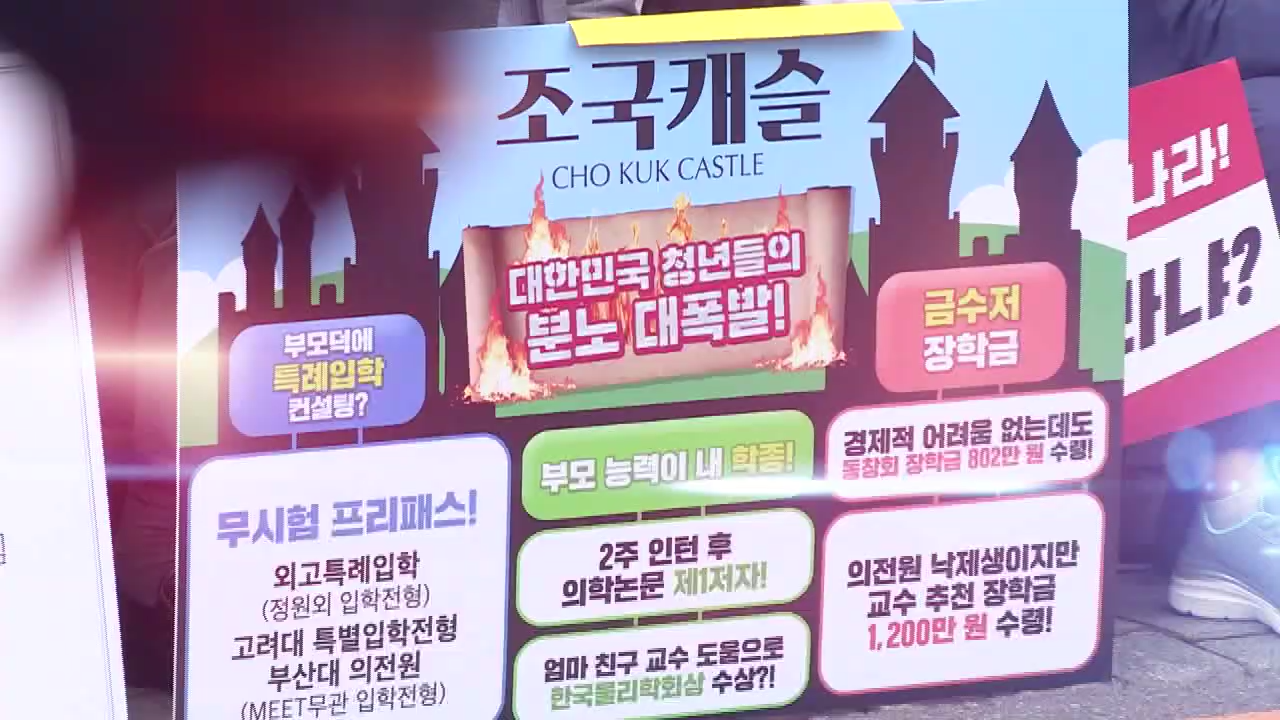 조국캐슬
CHO KUK CASTLE
대한민국 청년들의
분노 대폭발!
부모덕에
특례입학
컨설팅?
무시험 프리패스!
외고특례입학
(정원외 입학전형)
고려대 특별입학전형
부산대 의전원
(MEET무관 입학전형)
부모 능력이 내 학종!
2주 인턴 후
의학논문 제1저자!
엄마 친구 교수 도움으로
한국물리학회상 수상?!
금수저
장학금
경제적 어려움 없는데도
동창회 장학금 802만 원 수령!
의전원 낙제생이지만
교수 추천 장학금
1,200만 원 수령!
나라!
냐?